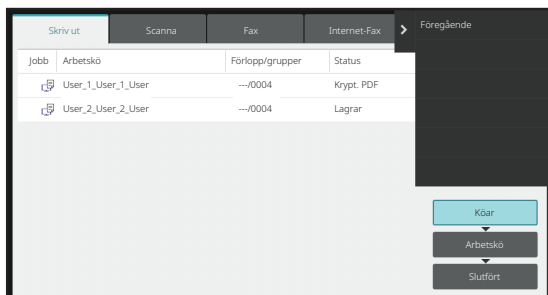 Skriv ut Scanna Fax Internet-Fax Föregående
Jobb Arbetskö Förlopp/grupper Status
User_1_User_1_User ---/0004 Krypt. PDF
User_2_User_2_User ---/0004 Lagrar
Köar
Arbetskö
Slutfört